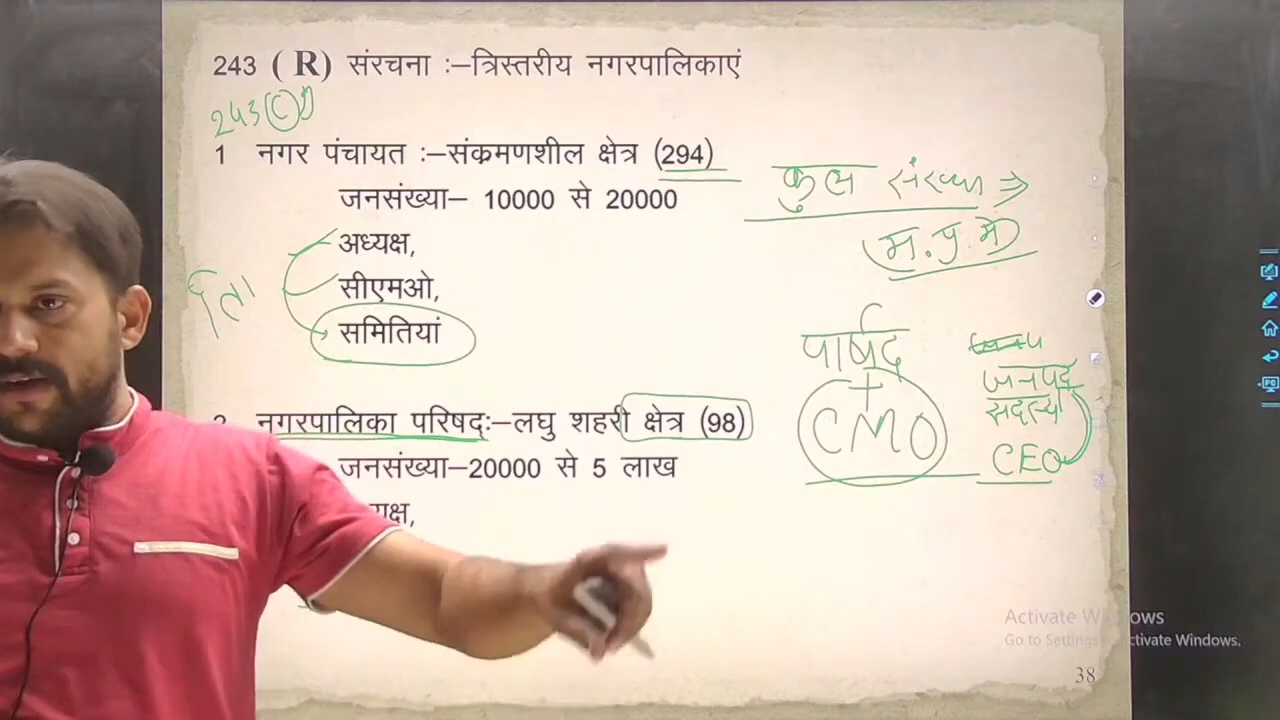 243 ( R) संरचना :–त्रिस्तरीय नगरपालिकाएं
243(C)
1 नगर पंचायत :–संकमणशील क्षेत्र (294)
जनसंख्या– 10000 से 20000
अध्यक्ष,
सीएमओ,
समितियां
कुल संख्या ⇒
(म. प्र. में)
पार्षद
+
CMO
जनपद
सदस्य
CEO
नगरपालिका परिषद्:–लघु शहरी क्षेत्र (98)
जनसंख्या–20000 से 5 लाख
Activate Windows
Go to Settings Activate Windows.
38